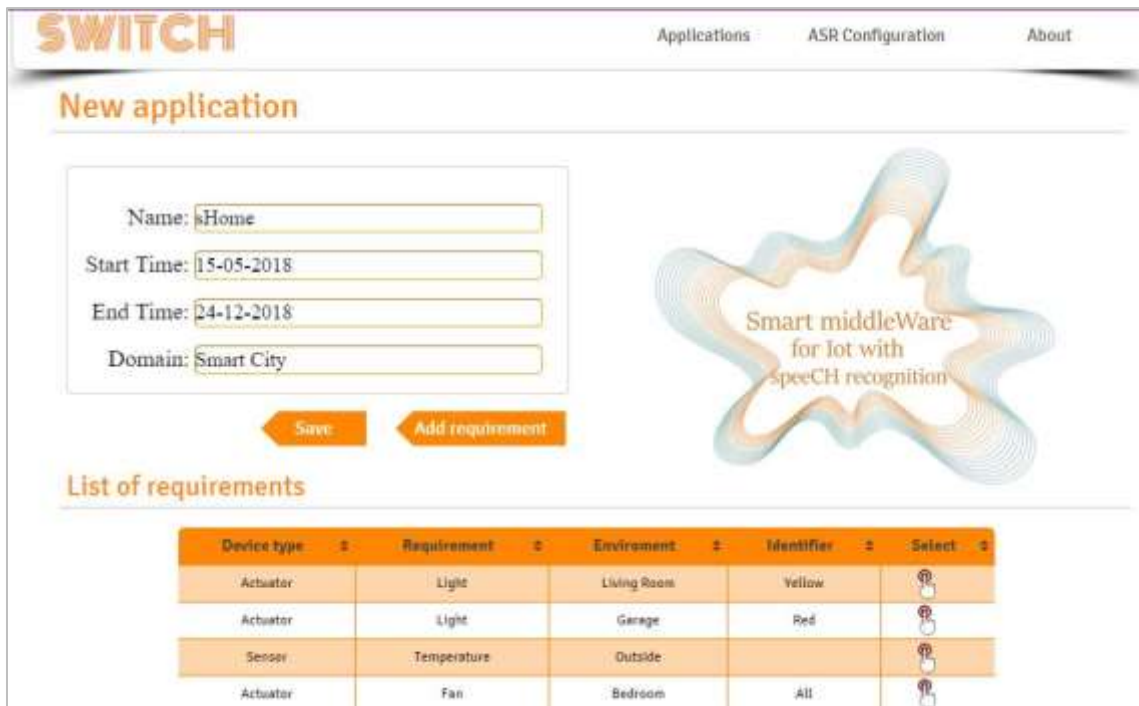 SWITCH
Applications ASR Configuration About
New application
Name: sHome
Start Time: 15-05-2018
End Time: 24-12-2018
Domain: Smart City
Smart middleWare
for Iot with
speeCH recognition
Save Add requirement
List of requirements
Device type Requirement Enviroment Identifier Select
Actuator Light Living Room Yellow
Actuator Light Garage Red
Sensor Temperature Outside
Actuator Fan Bedroom All